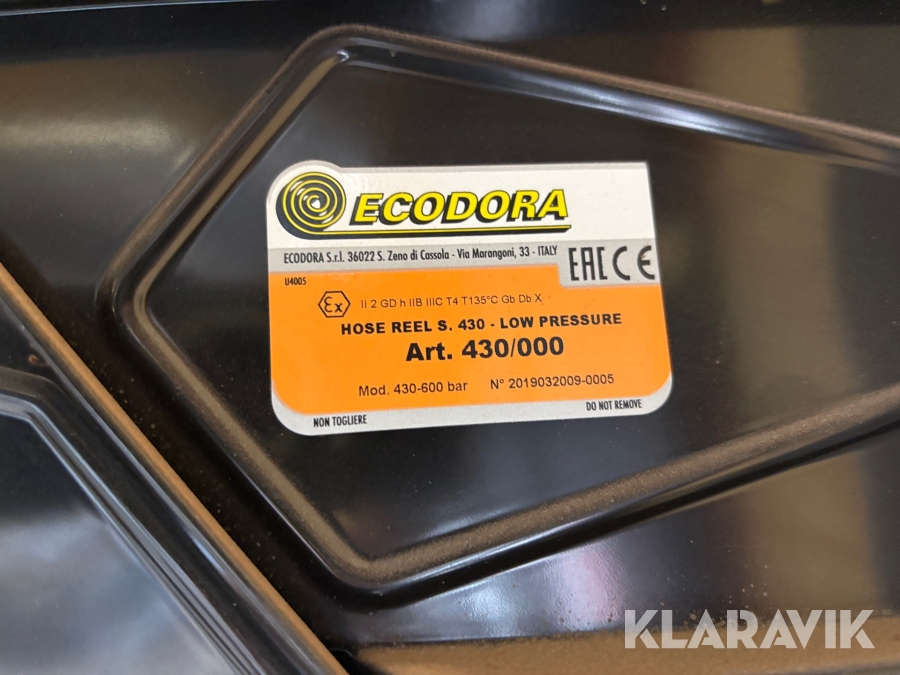 ECODORA
ECODORA S.r.l. 36022 S. Zeno di Cassola - Via Marangoni, 33 - ITALY
EAC CE
U4005
Ex II 2 GD h IIB IIIC T4 T135°C Gb Db X
HOSE REEL S. 430 - LOW PRESSURE
Art. 430/000
Mod. 430-600 bar N° 2019032009-0005
NON TOGLIERE DO NOT REMOVE
KLARAVIK